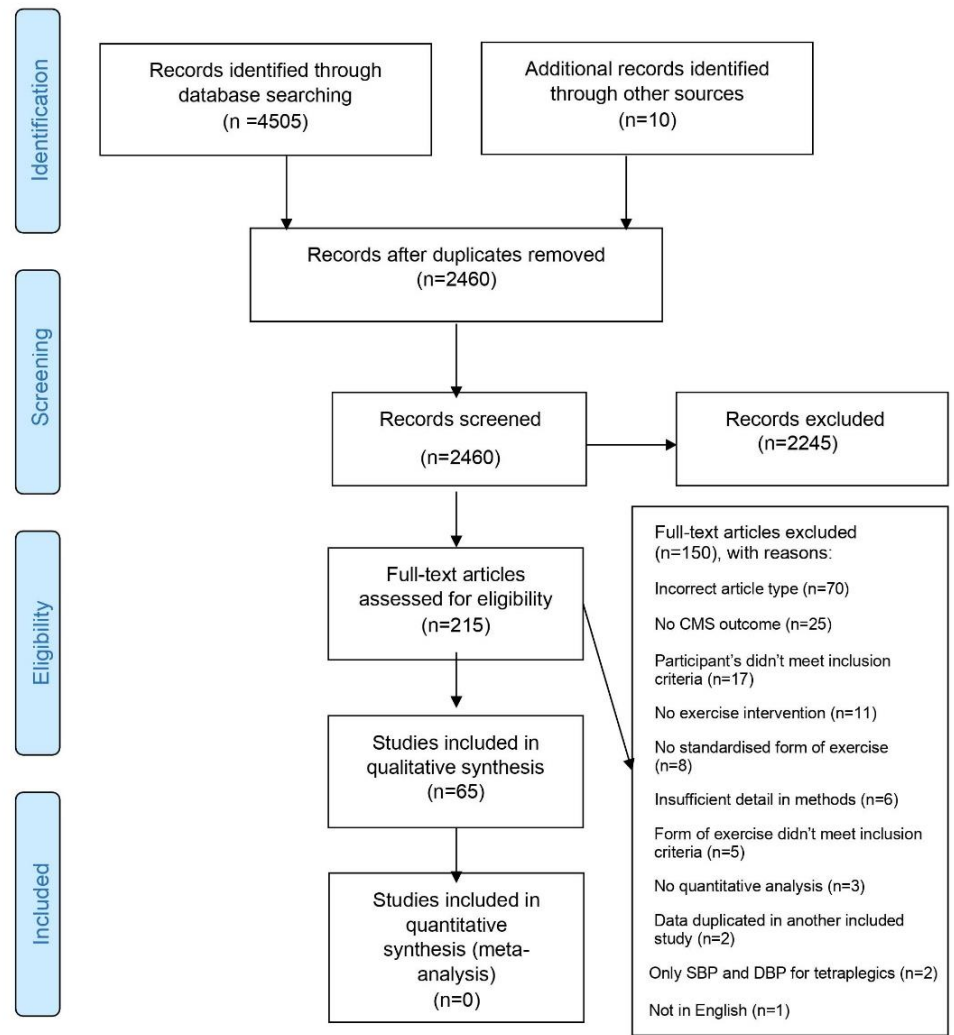 Identification
Records identified through
database searching
(n =4505)
Additional records identified
through other sources
(n=10)
Records after duplicates removed
(n=2460)
Screening
Records screened
(n=2460)
Records excluded
(n=2245)
Eligibility
Full-text articles
assessed for eligibility
(n=215)
Full-text articles excluded
(n=150), with reasons:
Incorrect article type (n=70)
No CMS outcome (n=25)
Participant's didn't meet inclusion
criteria (n=17)
No exercise intervention (n=11)
No standardised form of exercise
(n=8)
Insufficient detail in methods (n=6)
Form of exercise didn't meet inclusion
criteria (n=5)
No quantitative analysis (n=3)
Data duplicated in another included
study (n=2)
Only SBP and DBP for tetraplegics (n=2)
Not in English (n=1)
Studies included in
qualitative synthesis
(n=65)
Included
Studies included in
quantitative
synthesis (meta-
analysis)
(n=0)